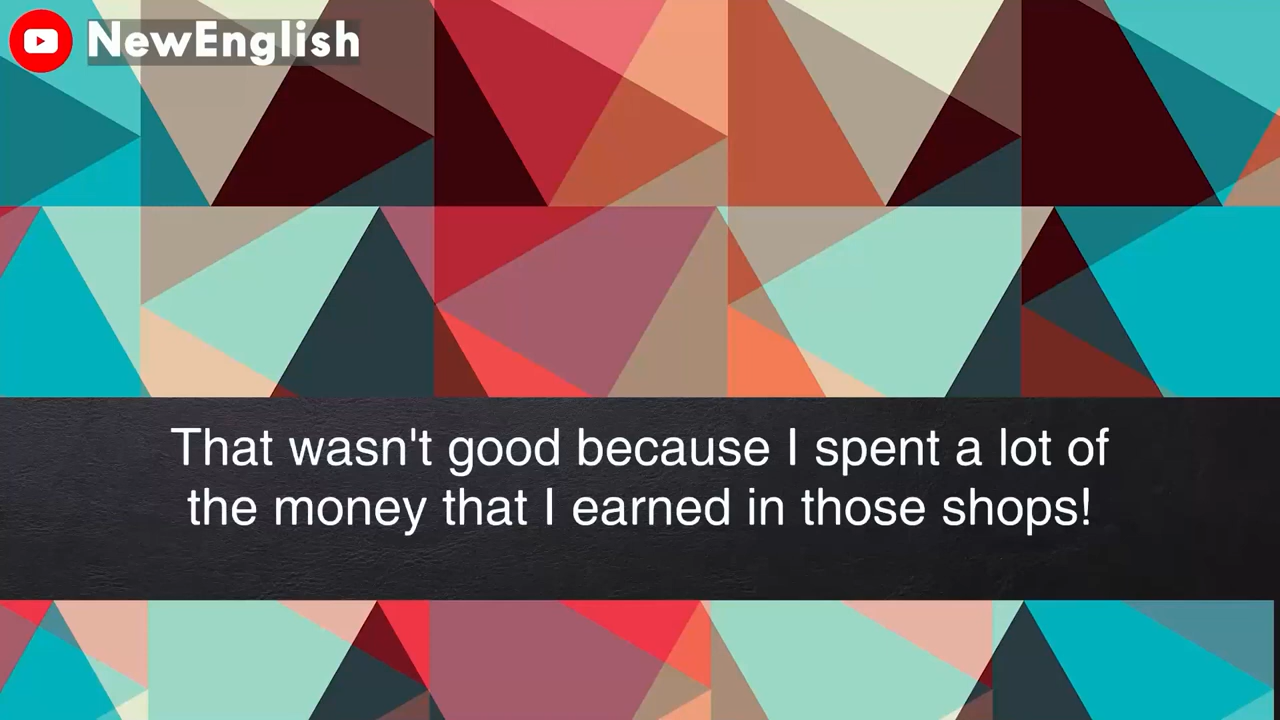 NewEnglish
That wasn't good because I spent a lot of
the money that I earned in those shops!